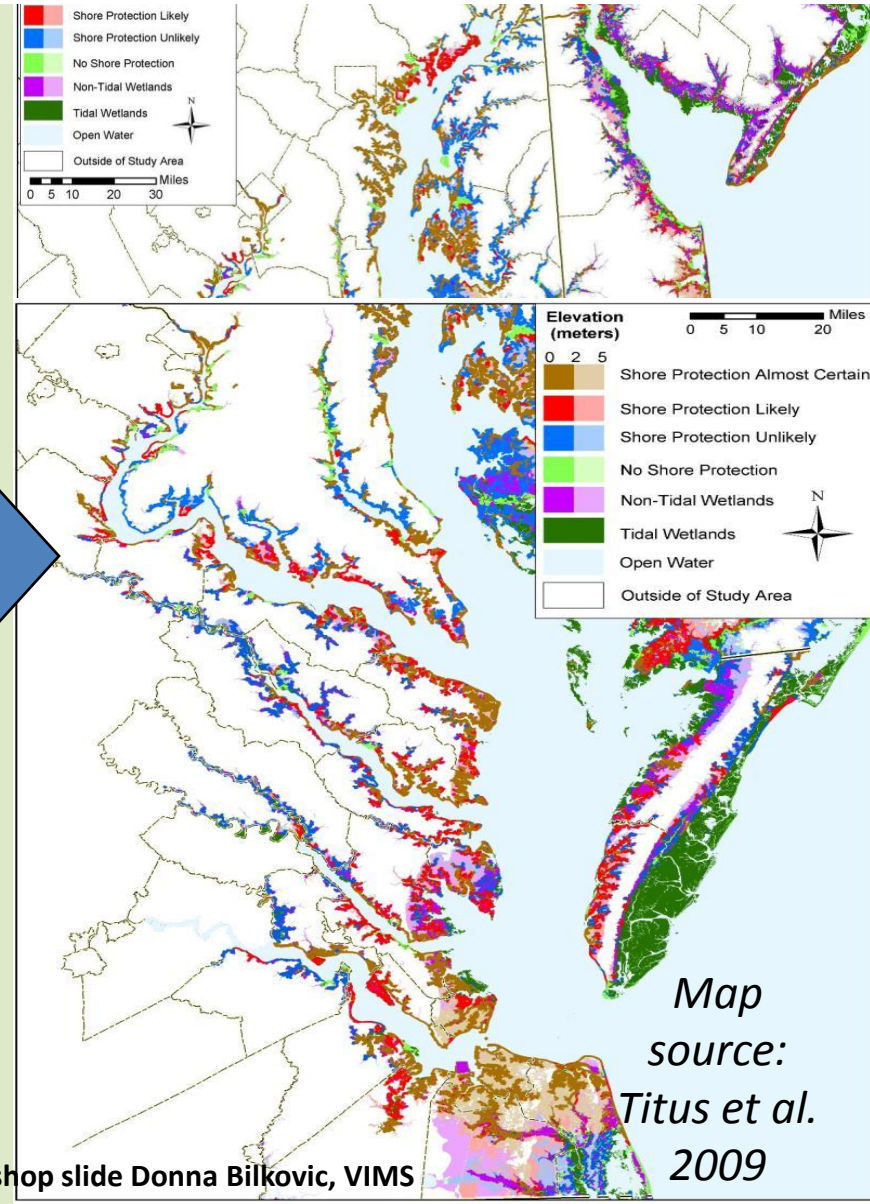 Shore Protection Likely
Shore Protection Unlikely
No Shore Protection
Non-Tidal Wetlands
Tidal Wetlands
N
Open Water
Outside of Study Area
Miles
0 5 10 20 30
Elevation
(meters)
0 2 5
Miles
0 5 10 20
Shore Protection Almost Certain
Shore Protection Likely
Shore Protection Unlikely
No Shore Protection
Non-Tidal Wetlands
N
Tidal Wetlands
Open Water
Outside of Study Area
Map
source:
Titus et al.
2009
shop slide Donna Bilkovic, VIMS